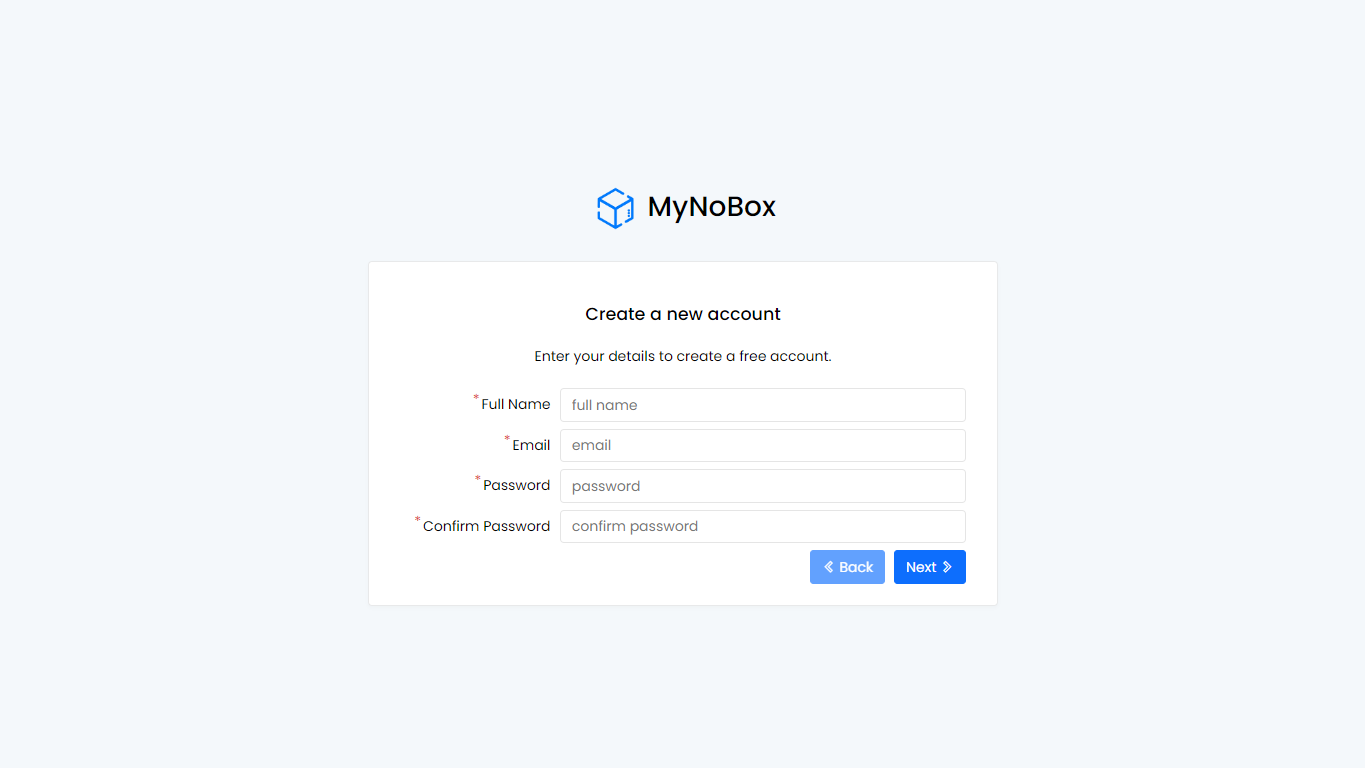 MyNoBox
Create a new account
Enter your details to create a free account.
*Full Name full name
*Email email
*Password password
*Confirm Password confirm password
Back Next